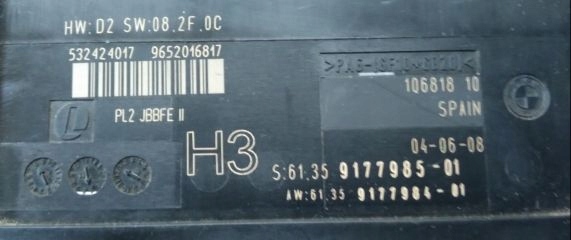 HW:D2 SW:08.2F.0C
532424017 9652016817
PL2 JBBFE II
H3
106818 10
SPAIN
04-06-08
S:61.35 9177985-01
AW:61.35 9177984-01